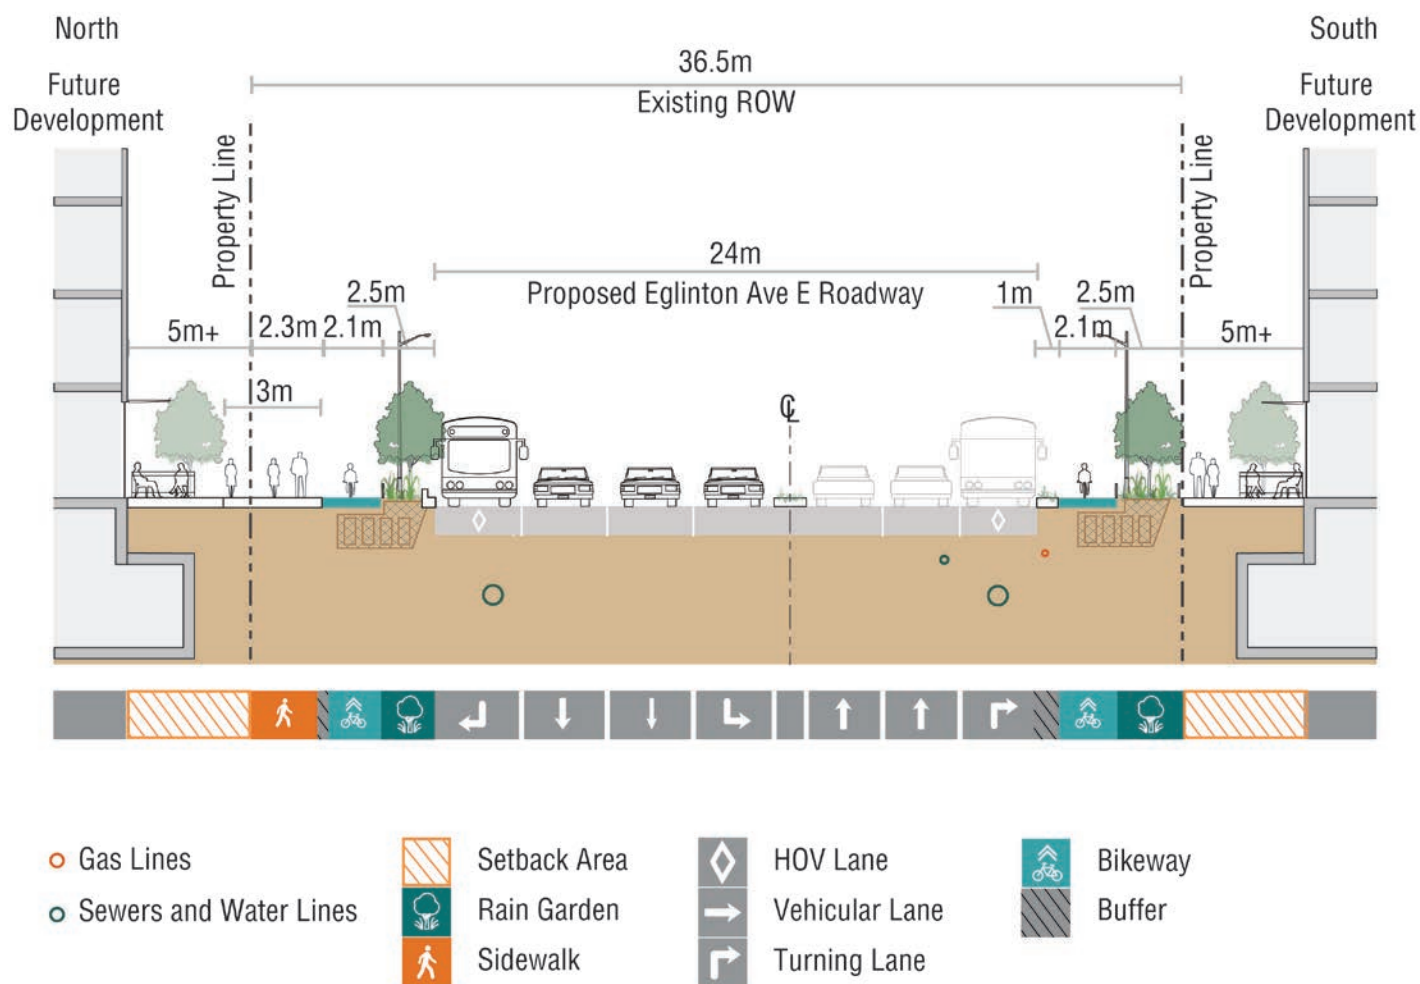 North
South
Future
Development
Future
Development
36.5m
Existing ROW
Property Line
Property Line
24m
Proposed Eglinton Ave E Roadway
2.5m
1m
2.5m
5m+
2.3m
2.1m
2.1m
5m+
3m
℄
Gas Lines
Sewers and Water Lines
Setback Area
Rain Garden
Sidewalk
HOV Lane
Vehicular Lane
Turning Lane
Bikeway
Buffer